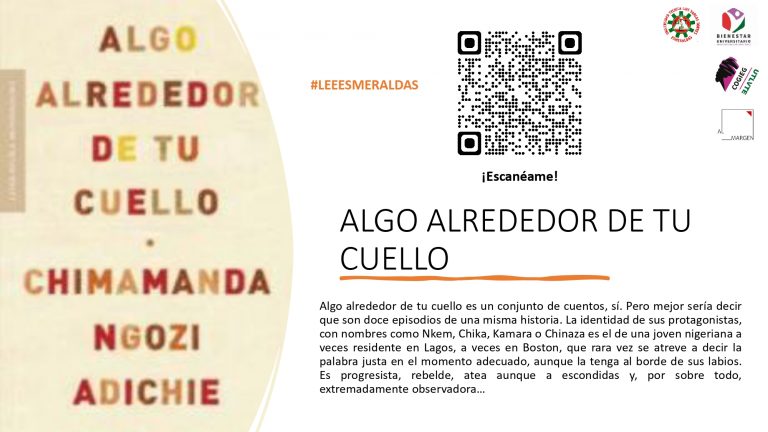 ALGO
ALREDEDOR
DE TU
CUELLO
·
CHIMAMANDA
NGOZI
ADICHIE
#LEEESMERALDAS
¡Escanéame!
BIENESTAR
UNIVERSITARIO
COGIEG
UTLVTE
AL
MARGEN
ALGO ALREDEDOR DE TU
CUELLO
Algo alrededor de tu cuello es un conjunto de cuentos, sí. Pero mejor sería decir
que son doce episodios de una misma historia. La identidad de sus protagonistas,
con nombres como Nkem, Chika, Kamara o Chinaza es el de una joven nigeriana a
veces residente en Lagos, a veces en Boston, que rara vez se atreve a decir la
palabra justa en el momento adecuado, aunque la tenga al borde de sus labios.
Es progresista, rebelde, atea aunque a escondidas y, por sobre todo,
extremadamente observadora…